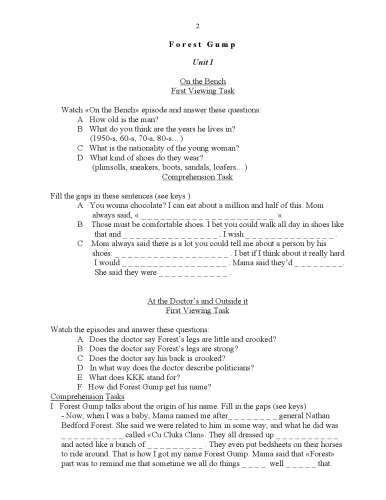 2
Forest Gump
Unit I
On the Bench
First Viewing Task
Watch «On the Bench» episode and answer these questions:
A How old is the man?
B What do you think are the years he lives in?
(1950-s, 60-s, 70-s, 80-s…)
C What is the nationality of the young woman?
D What kind of shoes do they wear?
(plimsolls, sneakers, boots, sandals, loafers…)
Comprehension Task
Fill the gaps in these sentences (see keys )
A You wonna chocolate? I can eat about a million and half of this. Mom
always said, « _ _ _ _ _ _ _ _ _ _ _ _ _ _ _ _ _ _ _ _ _ _ »
B Those must be comfortable shoes. I bet you could walk all day in shoes like
that and _ _ _ _ _ _ _ _ _ _ _ _ _ _ _ _. I wish _ _ _ _ _ _ _ _ _ _ _ _ _ _ _ .
C Mom always said there is a lot you could tell me about a person by his
shoes: _ _ _ _ _ _ _ _ _ _ _ _ _ _ _ _ _ _ _ . I bet if I think about it really hard
I would _ _ _ _ _ _ _ _ _ _ _ _ _ _ _ _ _ _ . Mama said they'd _ _ _ _ _ _ _ _.
She said they were _ _ _ _ _ _ _ _ _ _ _ .
At the Doctor's and Outside it
First Viewing Task
Watch the episodes and answer these questions:
A Does the doctor say Forest's legs are little and crooked?
B Does the doctor say Forest's legs are strong?
C Does the doctor say his back is crooked?
D In what way does the doctor describe politicians?
E What does KKK stand for?
F How did Forest Gump get his name?
Comprehension Tasks
I Forest Gump talks about the origin of his name. Fill in the gaps (see keys)
- Now, when I was a baby, Mama named me after_ _ _ _ _ _ _ _ general Nathan
Bedford Forest. She said we were related to him in some way, and what he did was
_ _ _ _ _ _ _ _ _ _ called «Cu Cluks Clan». They all dressed up _ _ _ _ _ _ _ _ _ _
and acted like a bunch of _ _ _ _ _ _ _ _ _. They even put bedsheets on their horses
to ride around. That is how I got my name Forest Gump. Mama said that «Forest»
part was to remind me that sometime we all do things _ _ _ _ well _ _ _ _ _ that.